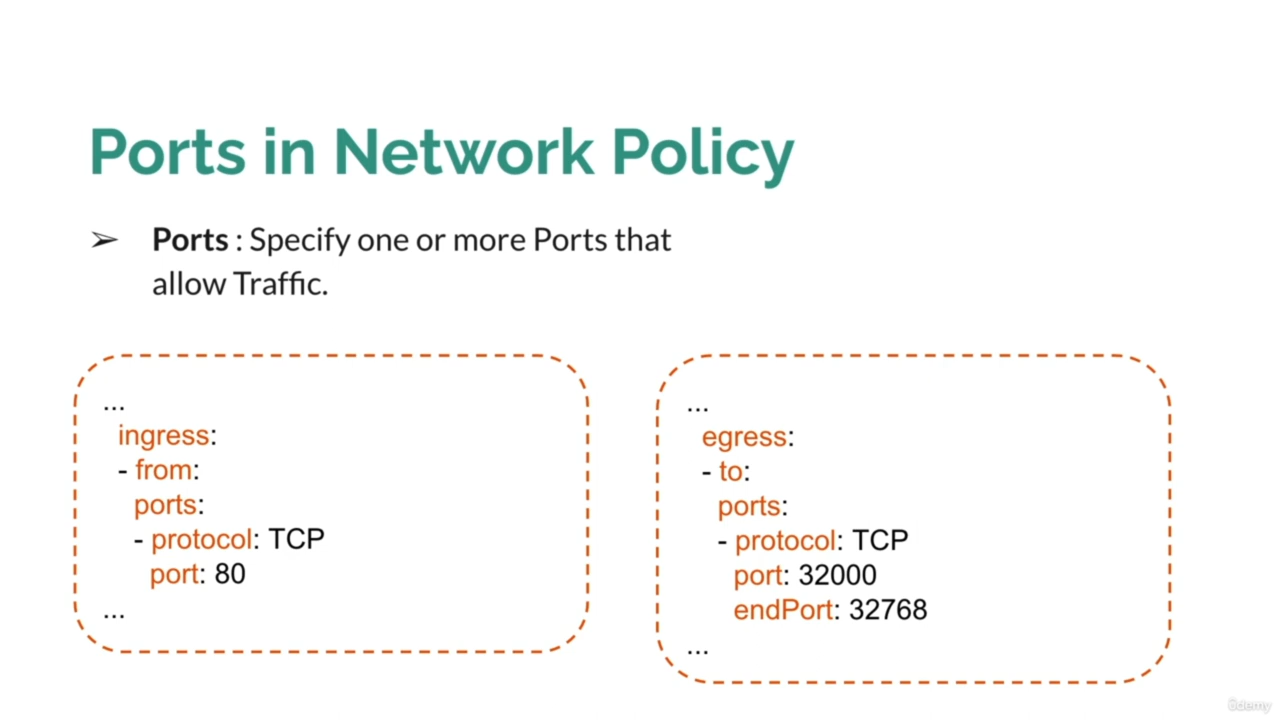 Ports in Network Policy
➢ Ports : Specify one or more Ports that
allow Traffic.
...
ingress:
- from:
ports:
- protocol: TCP
port: 80
...
...
egress:
- to:
ports:
- protocol: TCP
port: 32000
endPort: 32768
...
ûdemy